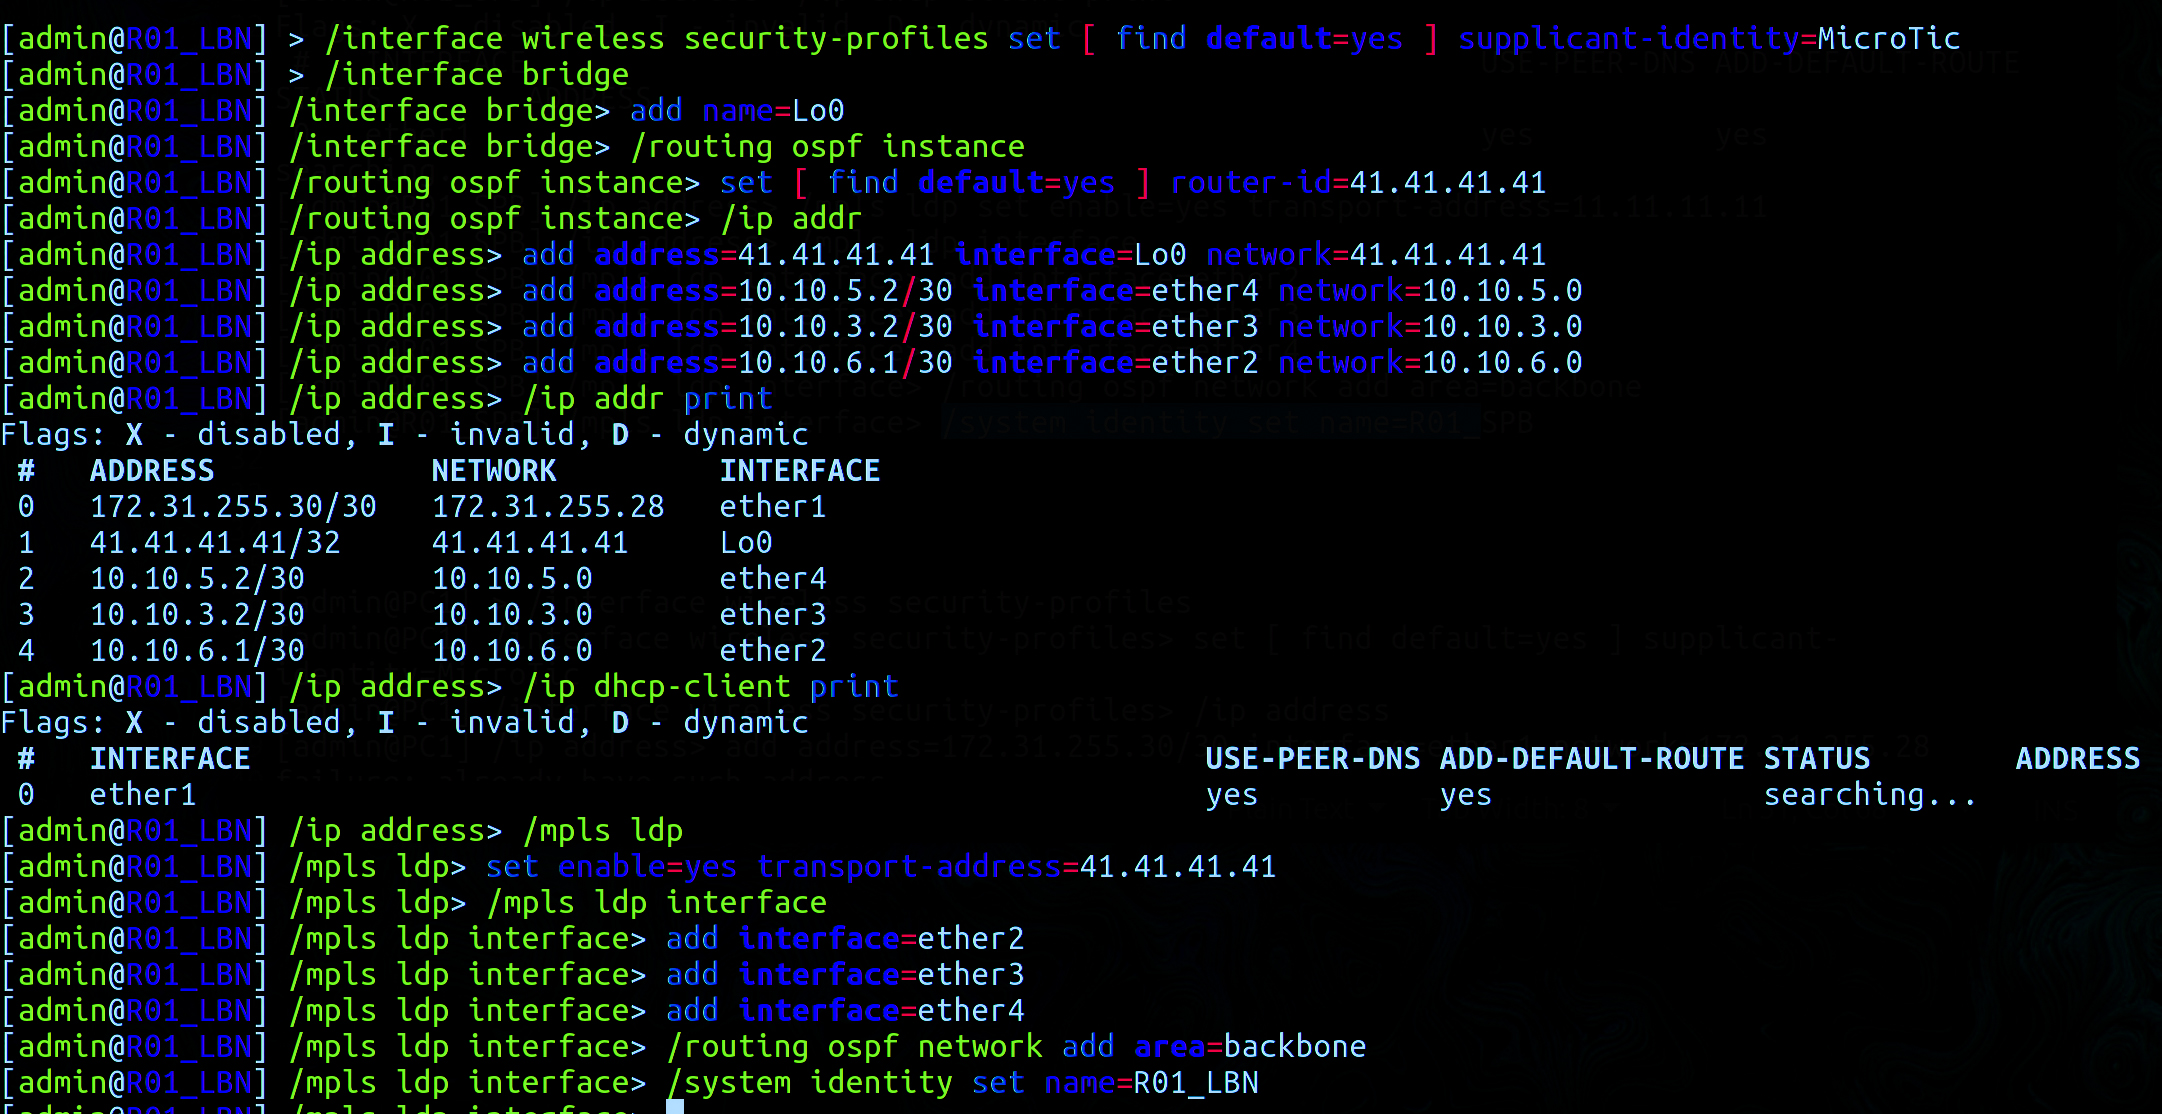 [admin@R01_LBN] > /interface wireless security-profiles set [ find default=yes ] supplicant-identity=MicroTic
[admin@R01_LBN] > /interface bridge
[admin@R01_LBN] /interface bridge> add name=Lo0
[admin@R01_LBN] /interface bridge> /routing ospf instance
[admin@R01_LBN] /routing ospf instance> set [ find default=yes ] router-id=41.41.41.41
[admin@R01_LBN] /routing ospf instance> /ip addr
[admin@R01_LBN] /ip address> add address=41.41.41.41 interface=Lo0 network=41.41.41.41
[admin@R01_LBN] /ip address> add address=10.10.5.2/30 interface=ether4 network=10.10.5.0
[admin@R01_LBN] /ip address> add address=10.10.3.2/30 interface=ether3 network=10.10.3.0
[admin@R01_LBN] /ip address> add address=10.10.6.1/30 interface=ether2 network=10.10.6.0
[admin@R01_LBN] /ip address> /ip addr print
Flags: X - disabled, I - invalid, D - dynamic
# ADDRESS NETWORK INTERFACE
0 172.31.255.30/30 172.31.255.28 ether1
1 41.41.41.41/32 41.41.41.41 Lo0
2 10.10.5.2/30 10.10.5.0 ether4
3 10.10.3.2/30 10.10.3.0 ether3
4 10.10.6.1/30 10.10.6.0 ether2
[admin@R01_LBN] /ip address> /ip dhcp-client print
Flags: X - disabled, I - invalid, D - dynamic
# INTERFACE USE-PEER-DNS ADD-DEFAULT-ROUTE STATUS ADDRESS
0 ether1 yes yes searching...
[admin@R01_LBN] /ip address> /mpls ldp
[admin@R01_LBN] /mpls ldp> set enable=yes transport-address=41.41.41.41
[admin@R01_LBN] /mpls ldp> /mpls ldp interface
[admin@R01_LBN] /mpls ldp interface> add interface=ether2
[admin@R01_LBN] /mpls ldp interface> add interface=ether3
[admin@R01_LBN] /mpls ldp interface> add interface=ether4
[admin@R01_LBN] /mpls ldp interface> /routing ospf network add area=backbone
[admin@R01_LBN] /mpls ldp interface> /system identity set name=R01_LBN
[admin@R01_LBN] /mpls ldp interface>